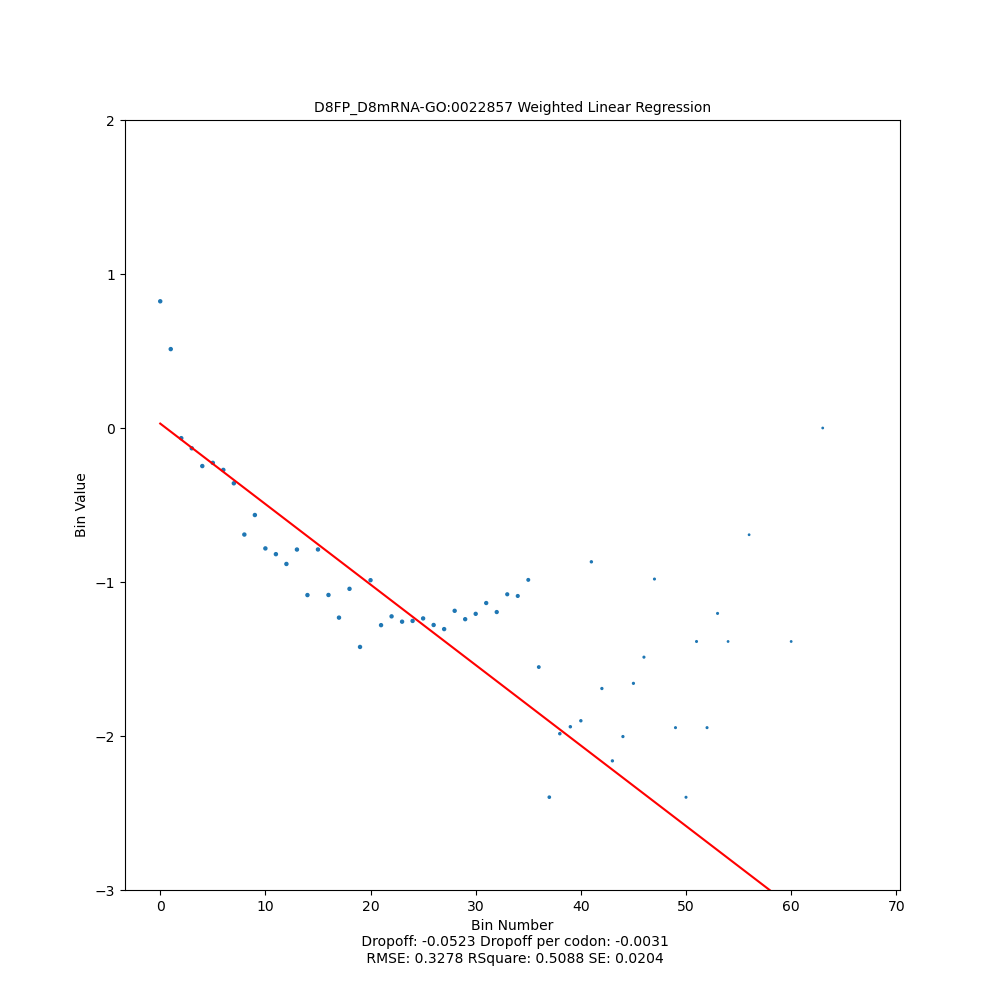 D8FP_D8mRNA-GO:0022857 Weighted Linear Regression
2
1
0
−1
−2
−3
Bin Value
0 10 20 30 40 50 60 70
Bin Number
Dropoff: -0.0523 Dropoff per codon: -0.0031
RMSE: 0.3278 RSquare: 0.5088 SE: 0.0204